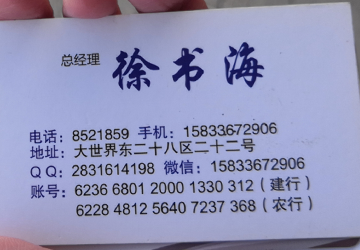 总经理 徐书海
电话：8521859 手机：15833672906
地址：大世界东二十八区二十二号
QQ：2831614198 微信：15833672906
账号：6236 6801 2000 1330 312（建行）
6228 4812 5640 7237 368（农行）